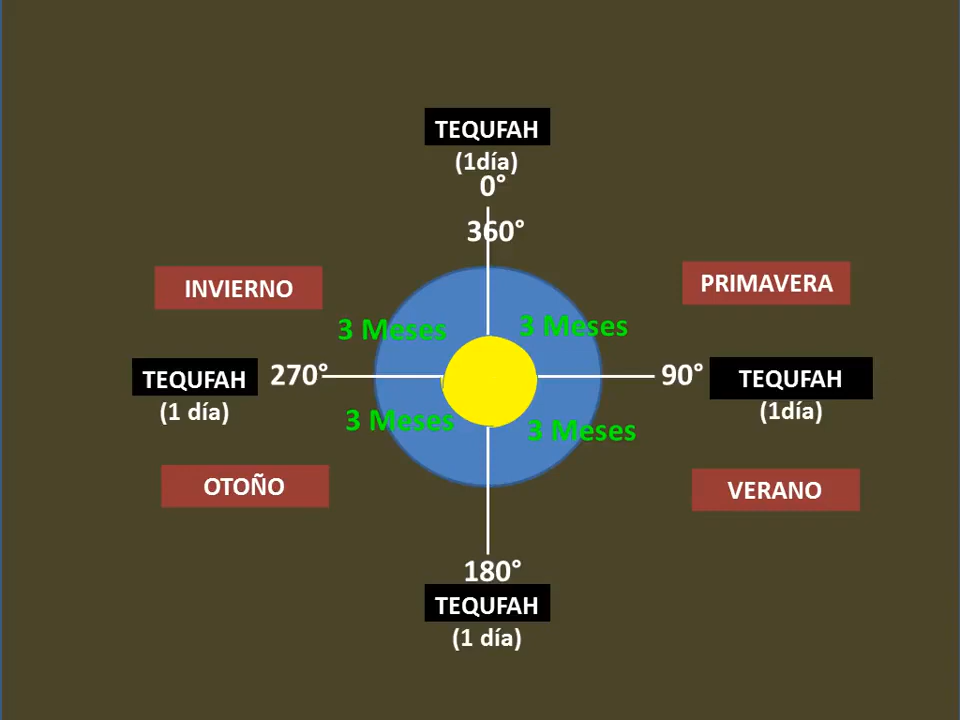 TEQUFAH
(1día)
0°
360°
INVIERNO
PRIMAVERA
3 Meses
3 Meses
TEQUFAH
(1 día)
270°
90°
TEQUFAH
(1día)
3 Meses
3 Meses
OTOÑO
VERANO
180°
TEQUFAH
(1 día)